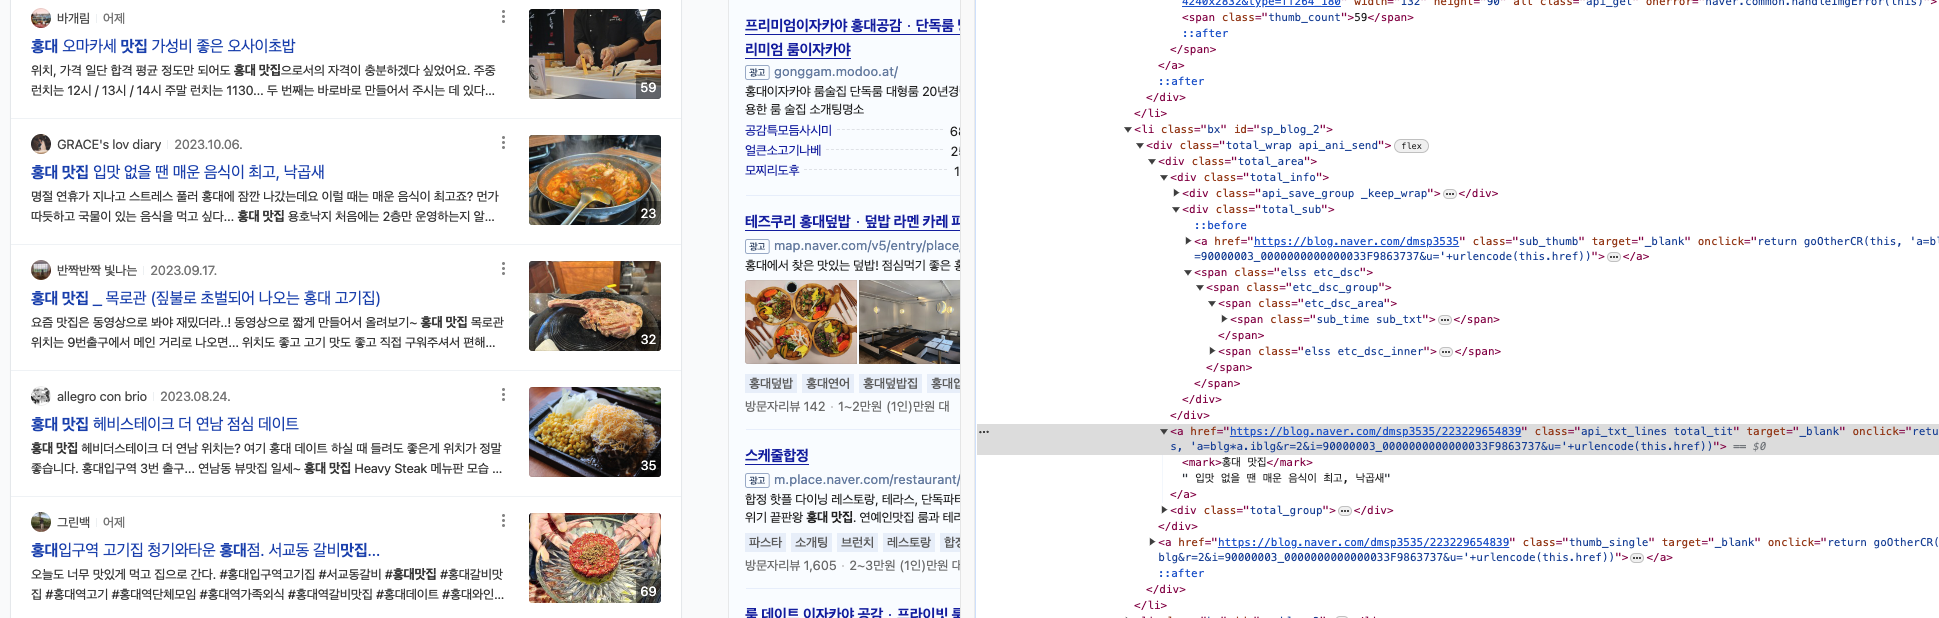 바개림 어제
홍대 오마카세 맛집 가성비 좋은 오사이초밥
위치, 가격 일단 합격 평균 정도만 되어도 홍대 맛집으로서의 자격이 충분하겠다 싶었어요. 주중
런치는 12시 / 13시 / 14시 주말 런치는 1130... 두 번째는 바로바로 만들어서 주시는 데 있다...
59
GRACE's lov diary 2023.10.06.
홍대 맛집 입맛 없을 땐 매운 음식이 최고, 낙곱새
명절 연휴가 지나고 스트레스 풀러 홍대에 잠깐 나갔는데요 이럴 때는 매운 음식이 최고죠? 먼가
따듯하고 국물이 있는 음식을 먹고 싶다... 홍대 맛집 용호낙지 처음에는 2층만 운영하는지 알...
23
반짝반짝 빛나는 2023.09.17.
홍대 맛집 _ 목로관 (짚불로 초벌되어 나오는 홍대 고기집)
요즘 맛집은 동영상으로 봐야 재밌더라..! 동영상으로 짧게 만들어서 올려보기~ 홍대 맛집 목로관
위치는 9번출구에서 메인 거리로 나오면... 위치도 좋고 고기 맛도 좋고 직접 구워주셔서 편해...
32
allegro con brio 2023.08.24.
홍대 맛집 헤비스테이크 더 연남 점심 데이트
홍대 맛집 헤비더스테이크 더 연남 위치는? 여기 홍대 데이트 하실 때 들려도 좋은게 위치가 정말
좋습니다. 홍대입구역 3번 출구... 연남동 뷰맛집 일세~ 홍대 맛집 Heavy Steak 메뉴판 모습 ...
35
그린백 어제
홍대입구역 고기집 청기와타운 홍대점. 서교동 갈비맛집...
오늘도 너무 맛있게 먹고 집으로 간다. #홍대입구역고기집 #서교동갈비 #홍대맛집 #홍대갈비맛
집 #홍대역고기 #홍대역단체모임 #홍대역가족외식 #홍대역갈비맛집 #홍대데이트 #홍대와인...
69
프리미엄이자카야 홍대공감 · 단독룸
리미엄 룸이자카야
광고 gonggam.modoo.at/
홍대이자카야 룸술집 단독룸 대형룸 20년경
용한 룸 술집 소개팅명소
공감특모듬사시미 6
얼큰소고기나베 2
모찌리도후 1
테즈쿠리 홍대덮밥 · 덮밥 라멘 카레 파
광고 map.naver.com/v5/entry/place
홍대에서 찾은 맛있는 덮밥! 점심먹기 좋은 홍
홍대덮밥 홍대연어 홍대덮밥집 홍대입
방문자리뷰 142 · 1~2만원 (1인)만원 대
스케줄합정
광고 m.place.naver.com/restaurant/
합정 핫플 다이닝 레스토랑, 테라스, 단독파티
위기 끝판왕 홍대 맛집. 연예인맛집 룸과 테라
파스타 소개팅 브런치 레스토랑 합정
방문자리뷰 1,605 · 2~3만원 (1인)만원 대
룸 데이트 이자카야 공감 · 프라이빗 룸
4240x2832&type=ff264_180" width="132" height="90" alt class="api_get" onerror="naver.common.handleImgError(this)">
<span class="thumb_count">59</span>
::after
</span>
</a>
::after
</div>
</li>
<li class="bx" id="sp_blog_2">
<div class="total_wrap api_ani_send"> flex
<div class="total_area">
<div class="total_info">
<div class="api_save_group _keep_wrap"> ⋯ </div>
<div class="total_sub">
::before
<a href="https://blog.naver.com/dmsp3535" class="sub_thumb" target="_blank" onclick="return goOtherCR(this, 'a=bl
=90000003_0000000000000033F9863737&u='+urlencode(this.href))"> ⋯ </a>
<span class="elss etc_dsc">
<span class="etc_dsc_group">
<span class="etc_dsc_area">
<span class="sub_time sub_txt"> ⋯ </span>
</span>
<span class="elss etc_dsc_inner"> ⋯ </span>
</span>
</span>
</div>
</div>
<a href="https://blog.naver.com/dmsp3535/223229654839" class="api_txt_lines total_tit" target="_blank" onclick="retu
s, 'a=blg*a.iblg&r=2&i=90000003_0000000000000033F9863737&u='+urlencode(this.href))"> == $0
<mark>홍대 맛집</mark>
" 입맛 없을 땐 매운 음식이 최고, 낙곱새"
</a>
<div class="total_group"> ⋯ </div>
</div>
<a href="https://blog.naver.com/dmsp3535/223229654839" class="thumb_single" target="_blank" onclick="return goOtherCR(
blg&r=2&i=90000003_0000000000000033F9863737&u='+urlencode(this.href))"> ⋯ </a>
::after
</div>
</li>